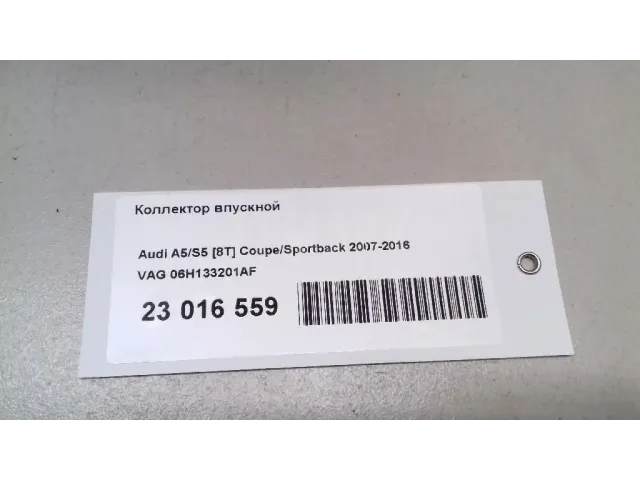 Коллектор впускной
Audi A5/S5 [8T] Coupe/Sportback 2007-2016
VAG 06H133201AF
23 016 559